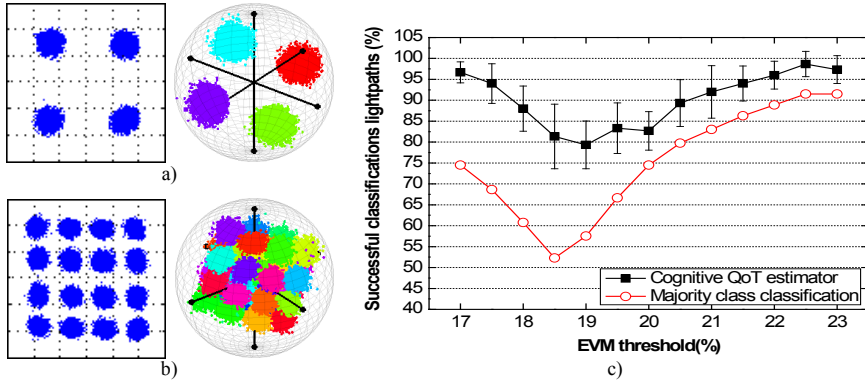 a)
b)
c)
Successful classifications lightpaths (%)
105
100
95
90
85
80
75
70
65
60
55
50
45
40
Cognitive QoT estimator
Majority class classification
17 18 19 20 21 22 23
EVM threshold(%)